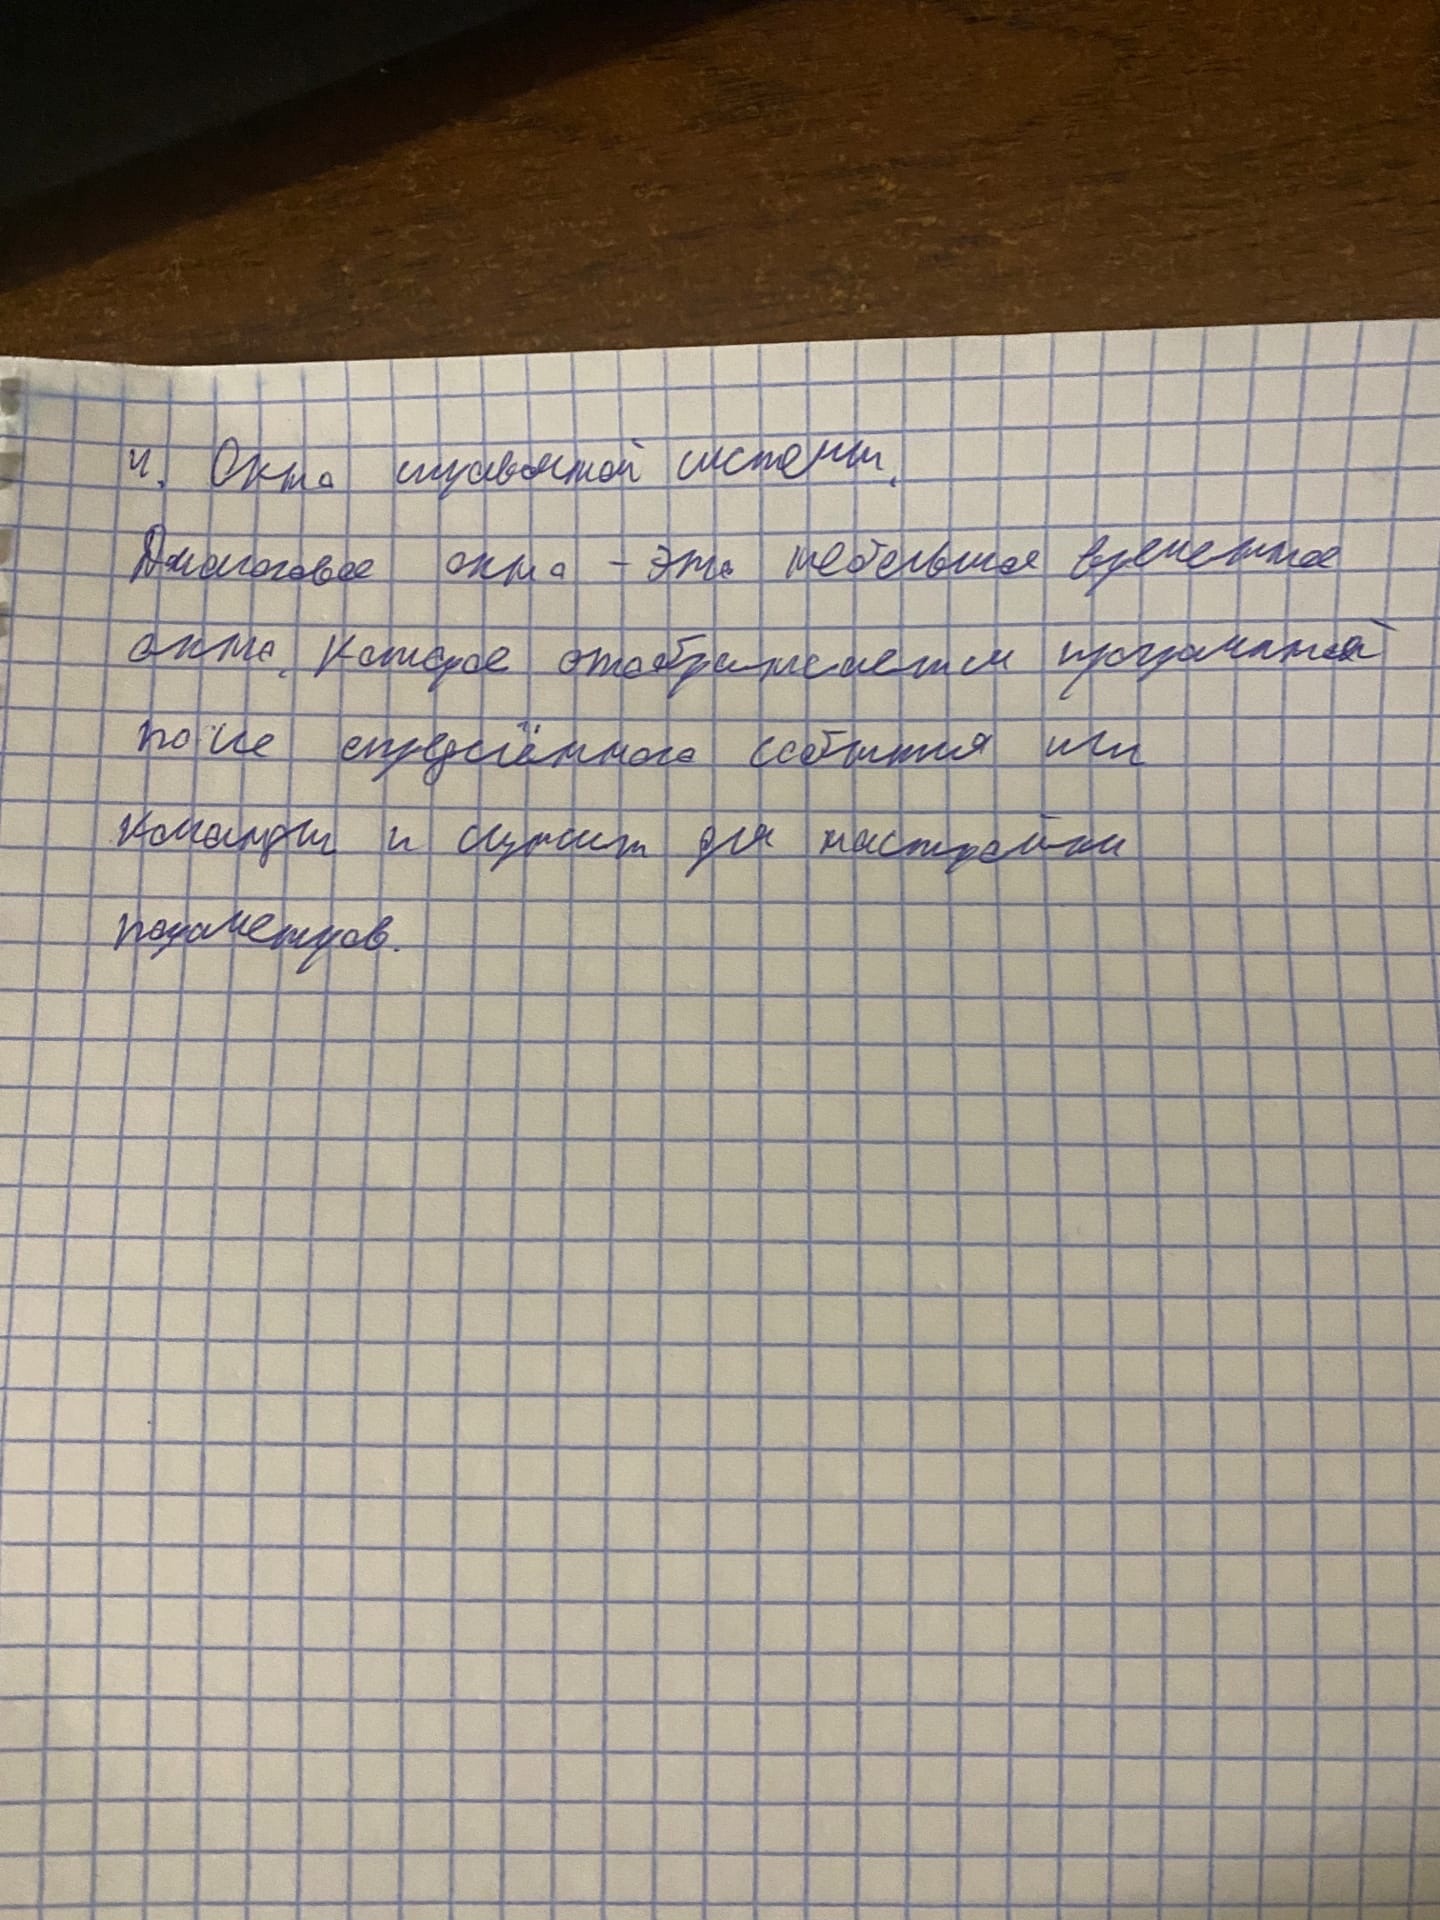 4. Окна справочной системы.
Диалоговое окно - это небольшое временное
окно, которое отображается программой
после определённого события или
команды и служит для настройки
параметров.